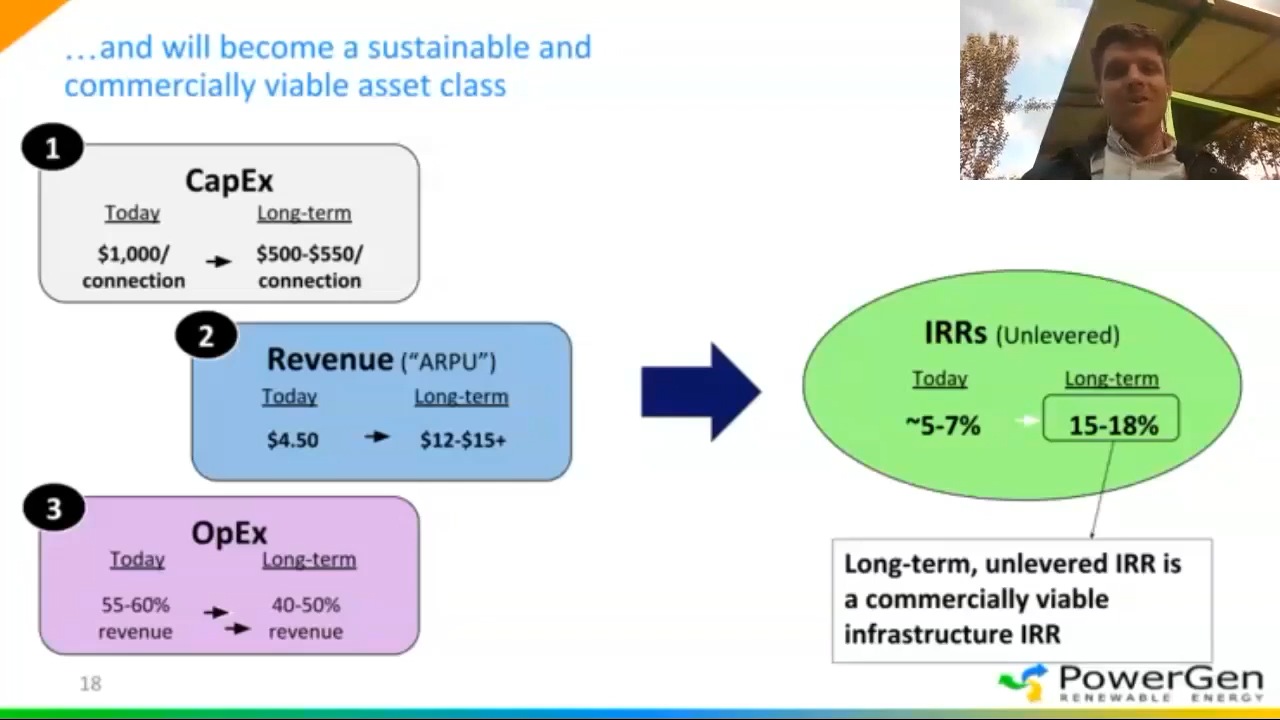 …and will become a sustainable and
commercially viable asset class
1
CapEx
Today Long-term
$1,000/ $500-$550/
connection connection
2
Revenue (“ARPU”)
Today Long-term
$4.50 $12-$15+
3
OpEx
Today Long-term
55-60% 40-50%
revenue revenue
IRRs (Unlevered)
Today Long-term
~5-7% 15-18%
Long-term, unlevered IRR is
a commercially viable
infrastructure IRR
18
PowerGen
RENEWABLE ENERGY